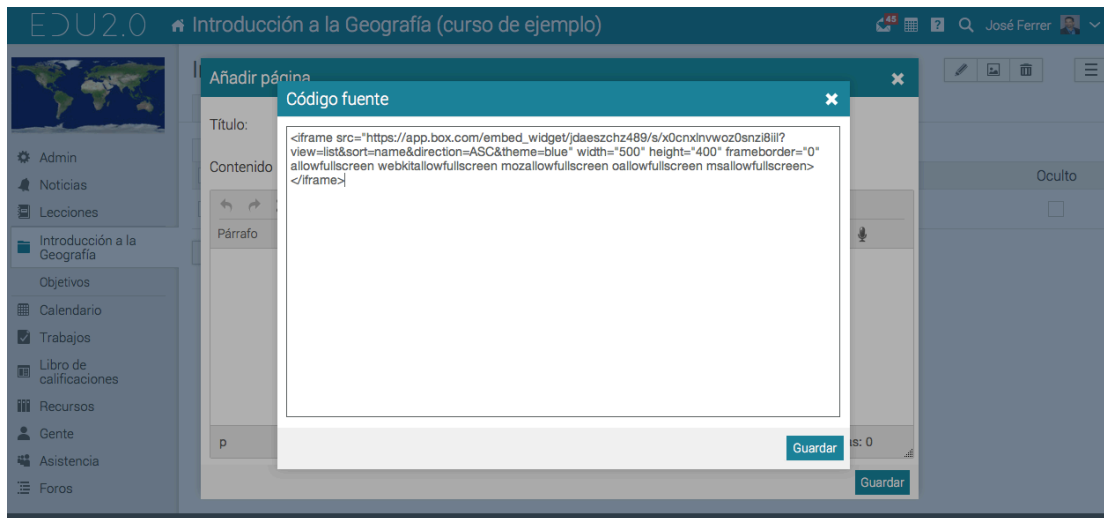 EDU2.0
Introducción a la Geografía (curso de ejemplo)
45
?
José Ferrer
Añadir página
Código fuente
Título:
<iframe src="https://app.box.com/embed_widget/jdaeszchz489/s/x0cnxlnvwoz0snzi8iil?
view=list&sort=name&direction=ASC&theme=blue" width="500" height="400" frameborder="0"
allowfullscreen webkitallowfullscreen mozallowfullscreen oallowfullscreen msallowfullscreen>
</iframe>
Contenido
Párrafo
Oculto
Admin
Noticias
Lecciones
Introducción a la
Geografía
Objetivos
Calendario
Trabajos
Libro de
calificaciones
Recursos
Gente
Asistencia
Foros
p
Guardar
: 0
Guardar